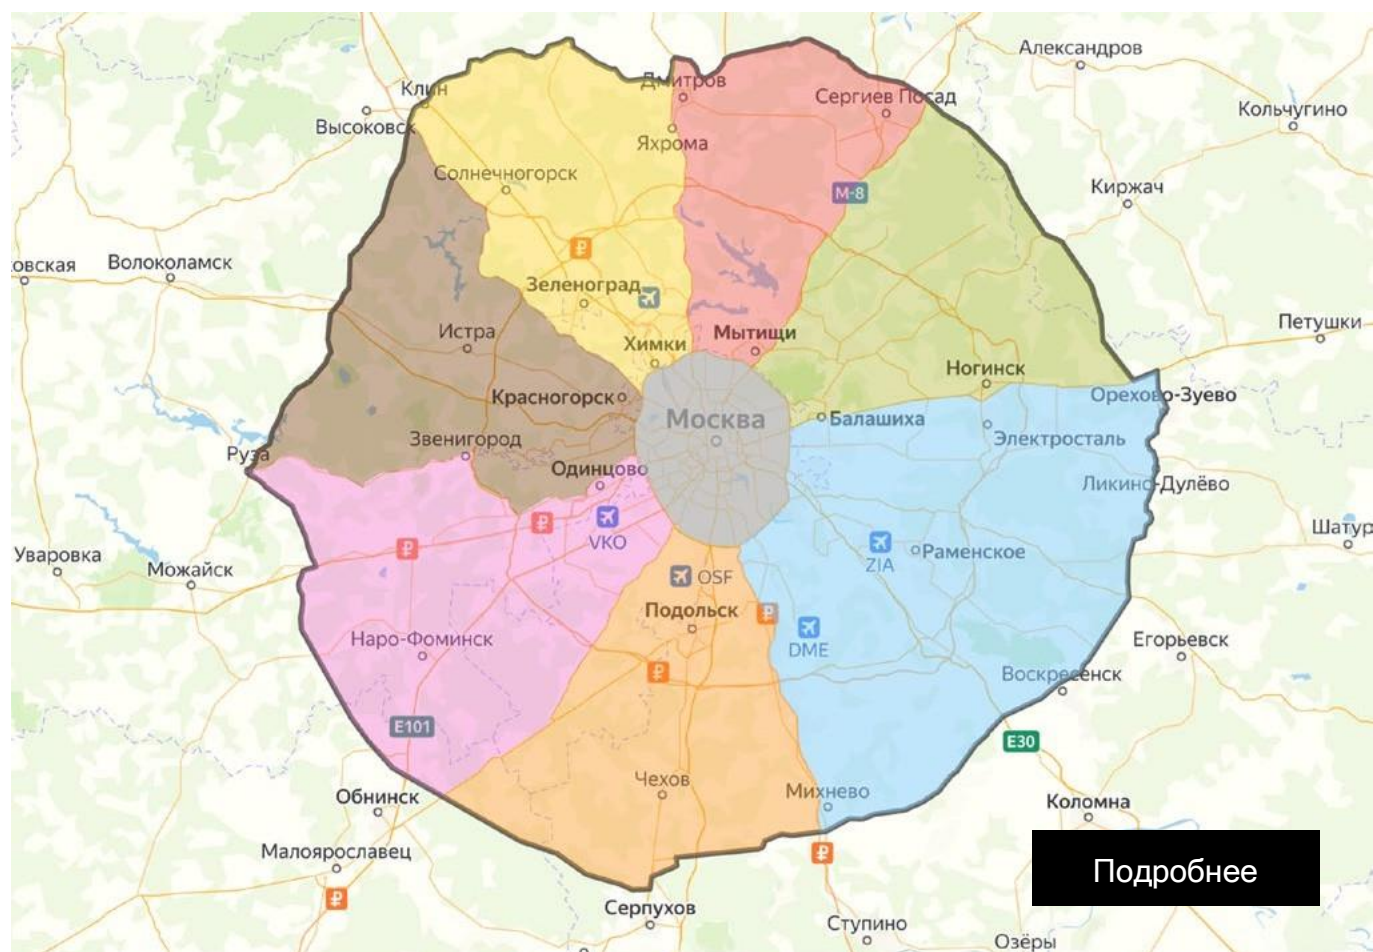 Александров
Дмитров
Клин
Сергиев Посад
Кольчугино
Высоковск
Яхрома
Солнечногорск
Киржач
М-8
₽
овская
Волоколамск
Зеленоград
Истра
Химки
Мытищи
Петушки
Ногинск
Красногорск
Орехово-Зуево
Москва
Балашиха
Звенигород
Электросталь
Руза
Одинцово
Ликино-Дулёво
₽
₽
VKO
ZIA
Раменское
Шатур
Уваровка
Можайск
OSF
Подольск
₽
DME
Наро-Фоминск
Егорьевск
₽
Воскресенск
E101
E30
Чехов
Михнево
Обнинск
Коломна
Малоярославец
₽
Подробнее
₽
Серпухов
Ступино
Озёры